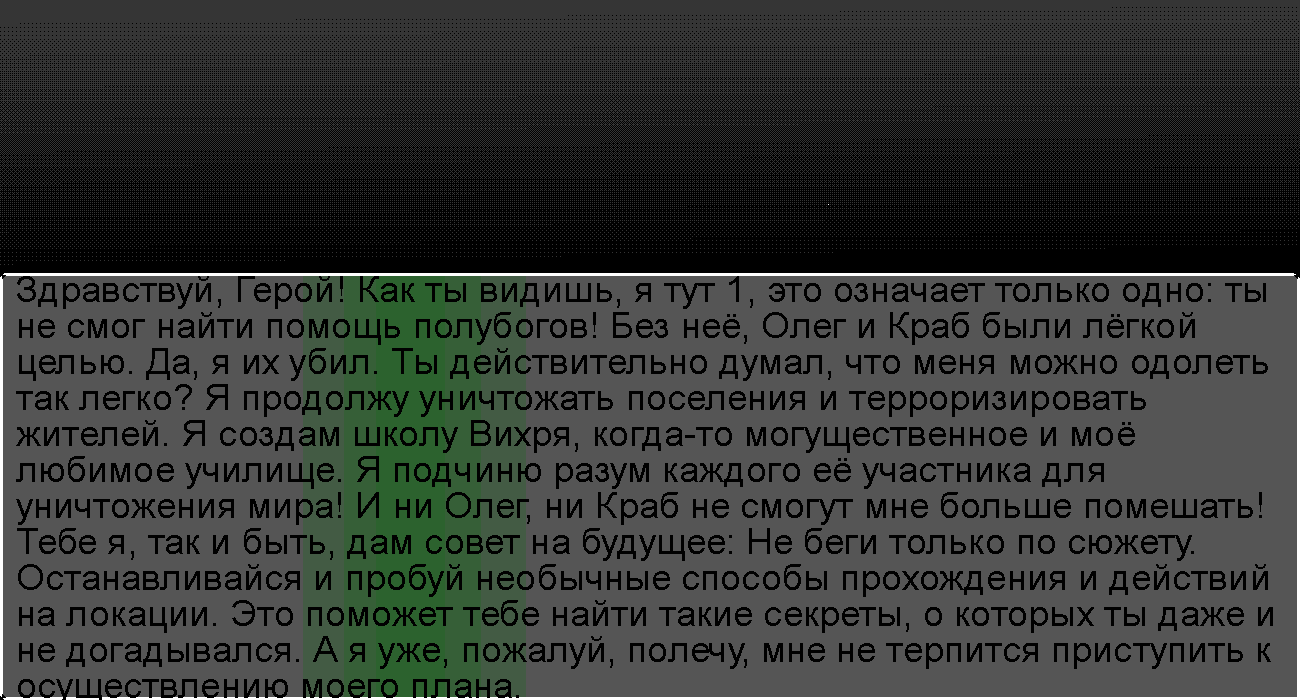 Здравствуй, Герой! Как ты видишь, я тут 1, это означает только одно: ты
не смог найти помощь полубогов! Без неё, Олег и Краб были лёгкой
целью. Да, я их убил. Ты действительно думал, что меня можно одолеть
так легко? Я продолжу уничтожать поселения и терроризировать
жителей. Я создам школу Вихря, когда-то могущественное и моё
любимое училище. Я подчиню разум каждого её участника для
уничтожения мира! И ни Олег, ни Краб не смогут мне больше помешать!
Тебе я, так и быть, дам совет на будущее: Не беги только по сюжету.
Останавливайся и пробуй необычные способы прохождения и действий
на локации. Это поможет тебе найти такие секреты, о которых ты даже и
не догадывался. А я уже, пожалуй, полечу, мне не терпится приступить к
осуществлению моего плана.